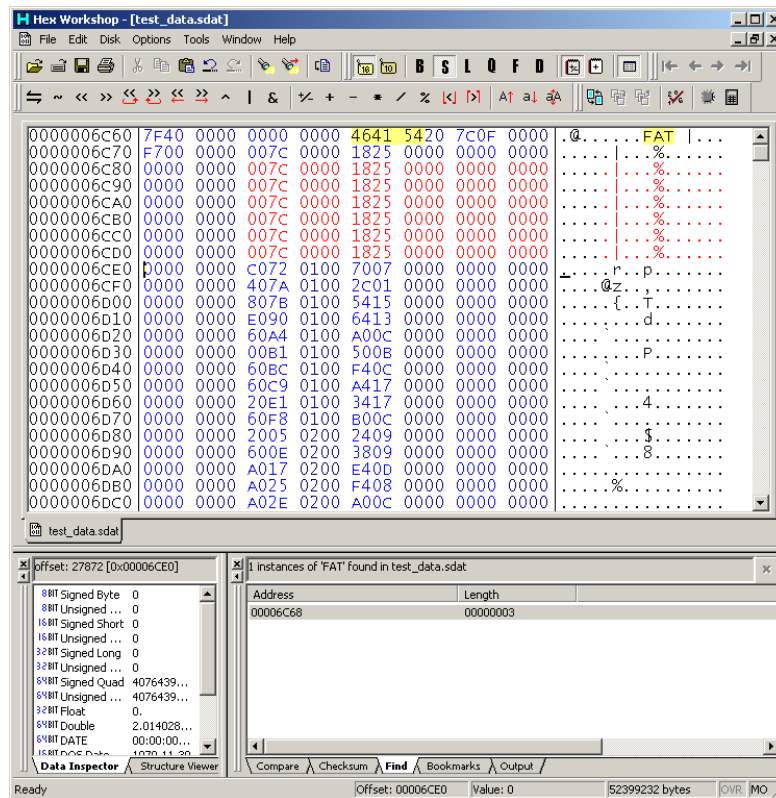 Hex Workshop - [test_data.sdat]
File Edit Disk Options Tools Window Help
B S L O F D
0000006C60 7F40 0000 0000 0000 4641 5420 7C0F 0000 .@......FAT |...
0000006C70 F700 0000 007C 0000 1825 0000 0000 0000 .....|...%......
0000006C80 0000 0000 007C 0000 1825 0000 0000 0000 .....|...%......
0000006C90 0000 0000 007C 0000 1825 0000 0000 0000 .....|...%......
0000006CA0 0000 0000 007C 0000 1825 0000 0000 0000 .....|...%......
0000006CB0 0000 0000 007C 0000 1825 0000 0000 0000 .....|...%......
0000006CC0 0000 0000 007C 0000 1825 0000 0000 0000 .....|...%......
0000006CD0 0000 0000 007C 0000 1825 0000 0000 0000 .....|...%......
0000006CE0 0000 0000 C072 0100 7007 0000 0000 0000 .....r..p.......
0000006CF0 0000 0000 407A 0100 2C01 0000 0000 0000 ....@z..,.......
0000006D00 0000 0000 807B 0100 5415 0000 0000 0000 .....{..T.......
0000006D10 0000 0000 E090 0100 6413 0000 0000 0000 ........d.......
0000006D20 0000 0000 60A4 0100 A00C 0000 0000 0000 ....`...........
0000006D30 0000 0000 00B1 0100 500B 0000 0000 0000 ........P.......
0000006D40 0000 0000 60BC 0100 F40C 0000 0000 0000 ....`...........
0000006D50 0000 0000 60C9 0100 A417 0000 0000 0000 ....`...........
0000006D60 0000 0000 20E1 0100 3417 0000 0000 0000 .... ...4.......
0000006D70 0000 0000 60F8 0100 B00C 0000 0000 0000 ....`...........
0000006D80 0000 0000 2005 0200 2409 0000 0000 0000 .... ...$.......
0000006D90 0000 0000 600E 0200 3809 0000 0000 0000 ....`...8.......
0000006DA0 0000 0000 A017 0200 E40D 0000 0000 0000 ................
0000006DB0 0000 0000 A025 0200 F408 0000 0000 0000 .....%..........
0000006DC0 0000 0000 A02E 0200 A00C 0000 0000 0000 ................
test_data.sdat
offset: 27872 [0x00006CE0]
1 instances of 'FAT' found in test_data.sdat
8BIT Signed Byte 0
8BIT Unsigned ... 0
16BIT Signed Short 0
16BIT Unsigned ... 0
32BIT Signed Long 0
32BIT Unsigned ... 0
64BIT Signed Quad 4076439...
64BIT Unsigned ... 4076439...
32BIT Float 0.
64BIT Double 2.014028...
64BIT DATE 00:00:00...
Address Length
00006C68 00000003
Data Inspector Structure Viewer
Compare Checksum Find Bookmarks Output
Ready Offset: 00006CE0 Value: 0 52399232 bytes OVR MO